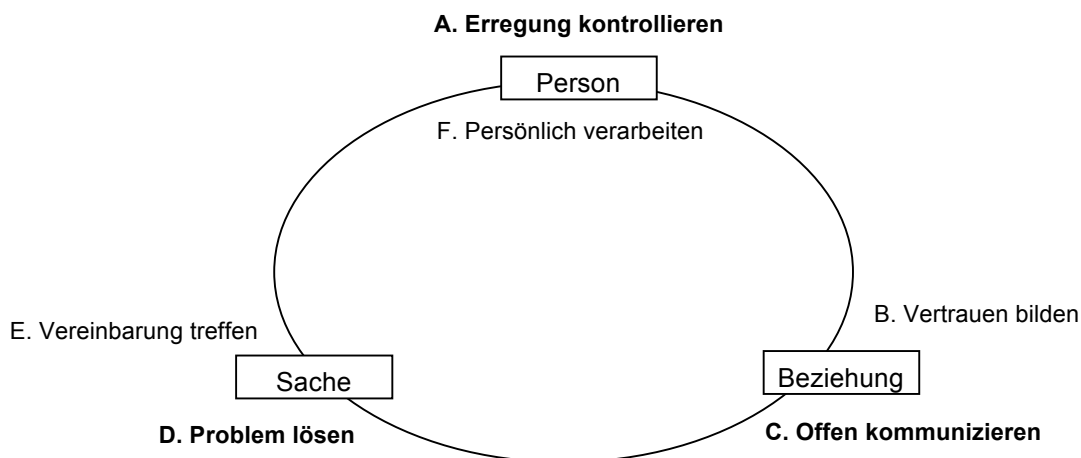 A. Erregung kontrollieren
Person
F. Persönlich verarbeiten
B. Vertrauen bilden
E. Vereinbarung treffen
Beziehung
Sache
C. Offen kommunizieren
D. Problem lösen